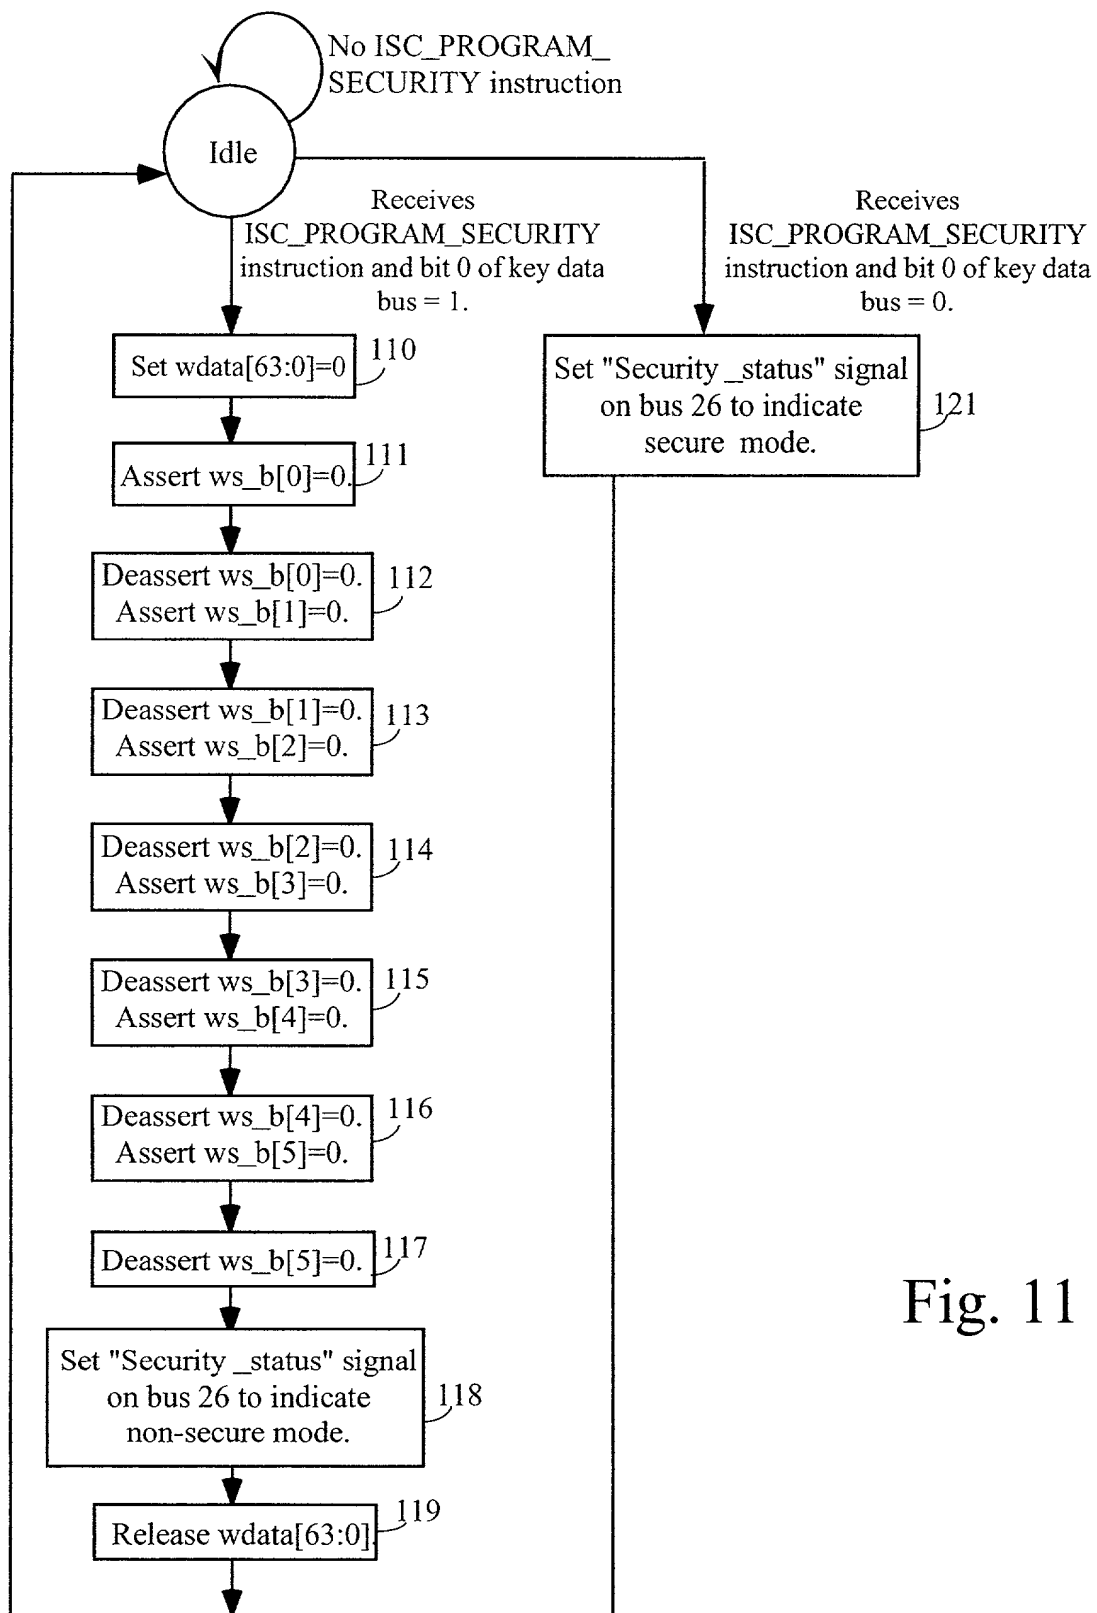 No ISC_PROGRAM_
SECURITY instruction
Idle
Receives
ISC_PROGRAM_SECURITY
instruction and bit 0 of key data
bus = 1.
Receives
ISC_PROGRAM_SECURITY
instruction and bit 0 of key data
bus = 0.
Set wdata[63:0]=0
110
Set "Security _status" signal
on bus 26 to indicate
secure mode.
121
Assert ws_b[0]=0.
111
Deassert ws_b[0]=0.
Assert ws_b[1]=0.
112
Deassert ws_b[1]=0.
Assert ws_b[2]=0.
113
Deassert ws_b[2]=0.
Assert ws_b[3]=0.
114
Deassert ws_b[3]=0.
Assert ws_b[4]=0.
115
Deassert ws_b[4]=0.
Assert ws_b[5]=0.
116
Deassert ws_b[5]=0.
117
Set "Security _status" signal
on bus 26 to indicate
non-secure mode.
118
Release wdata[63:0].
119
Fig. 11